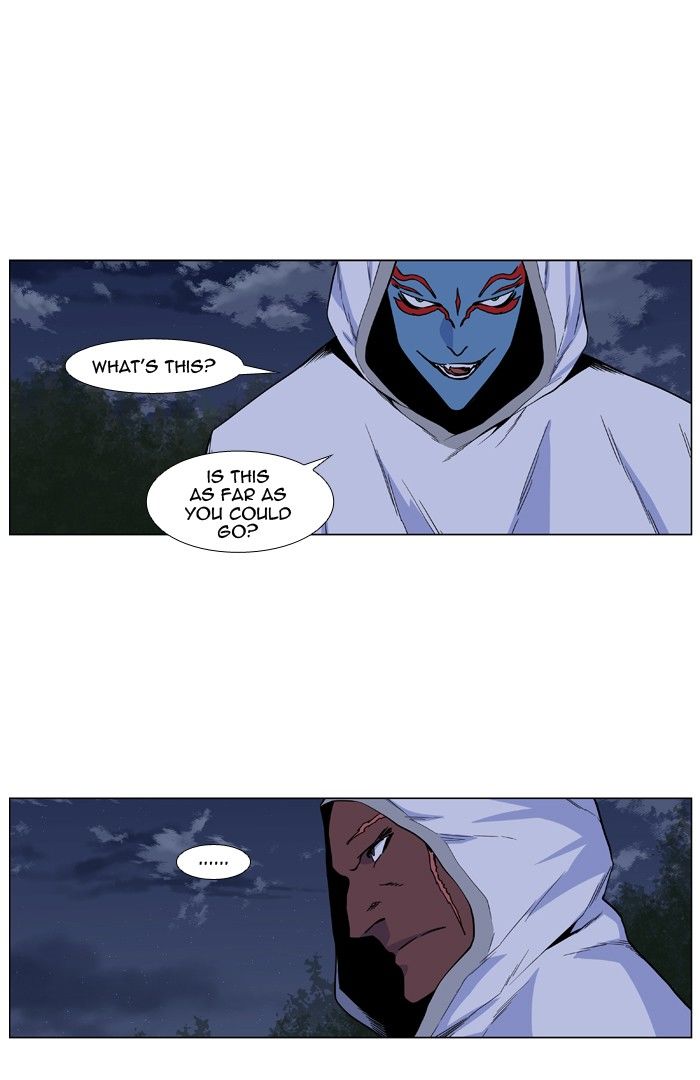 WHAT'S THIS?
IS THIS
AS FAR AS
YOU COULD
GO?
......